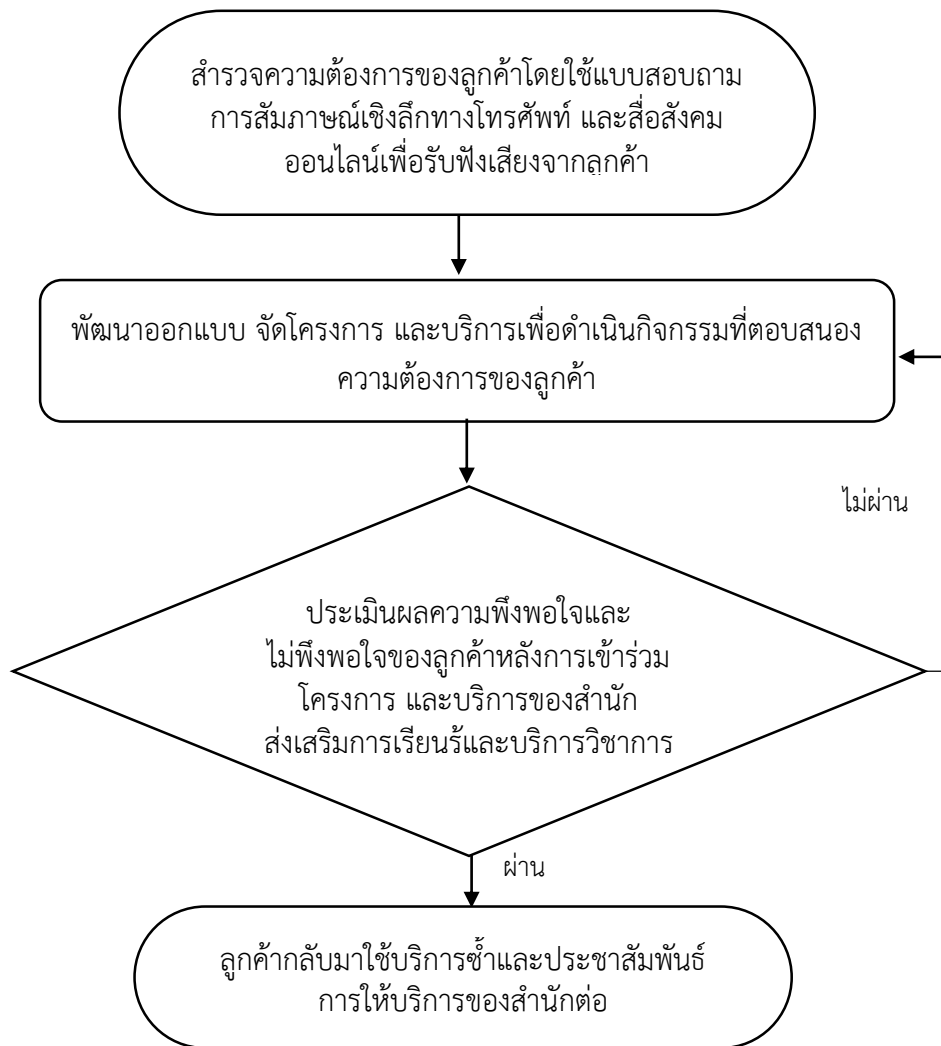 สำรวจความต้องการของลูกค้าโดยใช้แบบสอบถาม
การสัมภาษณ์เชิงลึกทางโทรศัพท์ และสื่อสังคม
ออนไลน์เพื่อรับฟังเสียงจากลูกค้า
พัฒนาออกแบบ จัดโครงการ และบริการเพื่อดำเนินกิจกรรมที่ตอบสนอง
ความต้องการของลูกค้า
ไม่ผ่าน
ประเมินผลความพึงพอใจและ
ไม่พึงพอใจของลูกค้าหลังการเข้าร่วม
โครงการ และบริการของสำนัก
ส่งเสริมการเรียนรู้และบริการวิชาการ
ผ่าน
ลูกค้ากลับมาใช้บริการซ้ำและประชาสัมพันธ์
การให้บริการของสำนักต่อ